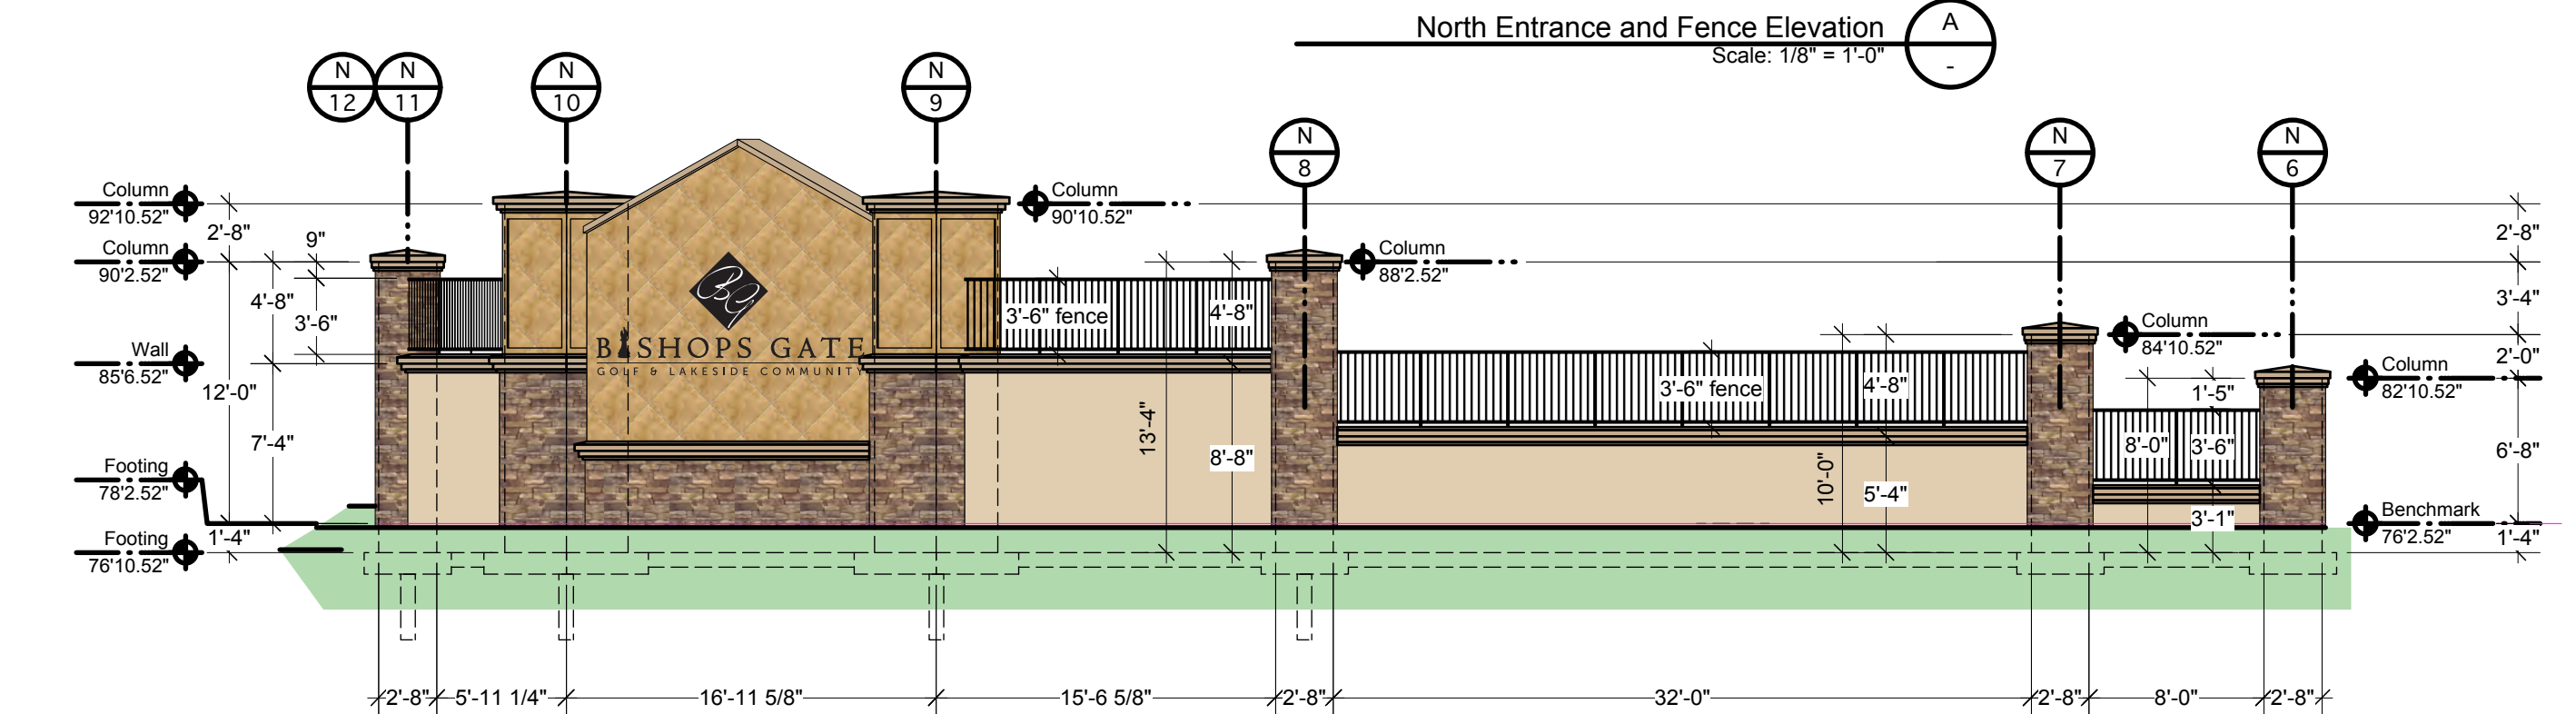 North Entrance and Fence Elevation
Scale: 1/8" = 1'-0"
A
-
N
12
N
11
N
10
N
9
N
8
N
7
N
6
Column
92'10.52"
Column
90'2.52"
Wall
85'6.52"
Footing
78'2.52"
Footing
76'10.52"
2'-8"
12'-0"
1'-4"
4'-8"
7'-4"
9"
3'-6"
BG
BISHOPS GATE
GOLF & LAKESIDE COMMUNITY
Column
90'10.52"
3'-6" fence
13'-4"
4'-8"
8'-8"
Column
88'2.52"
3'-6" fence
10'-0"
4'-8"
5'-4"
Column
84'10.52"
8'-0"
1'-5"
3'-6"
3'-1"
Column
82'10.52"
Benchmark
76'2.52"
2'-8"
3'-4"
2'-0"
6'-8"
1'-4"
2'-8" 5'-11 1/4" 16'-11 5/8" 15'-6 5/8" 2'-8" 32'-0" 2'-8" 8'-0" 2'-8"